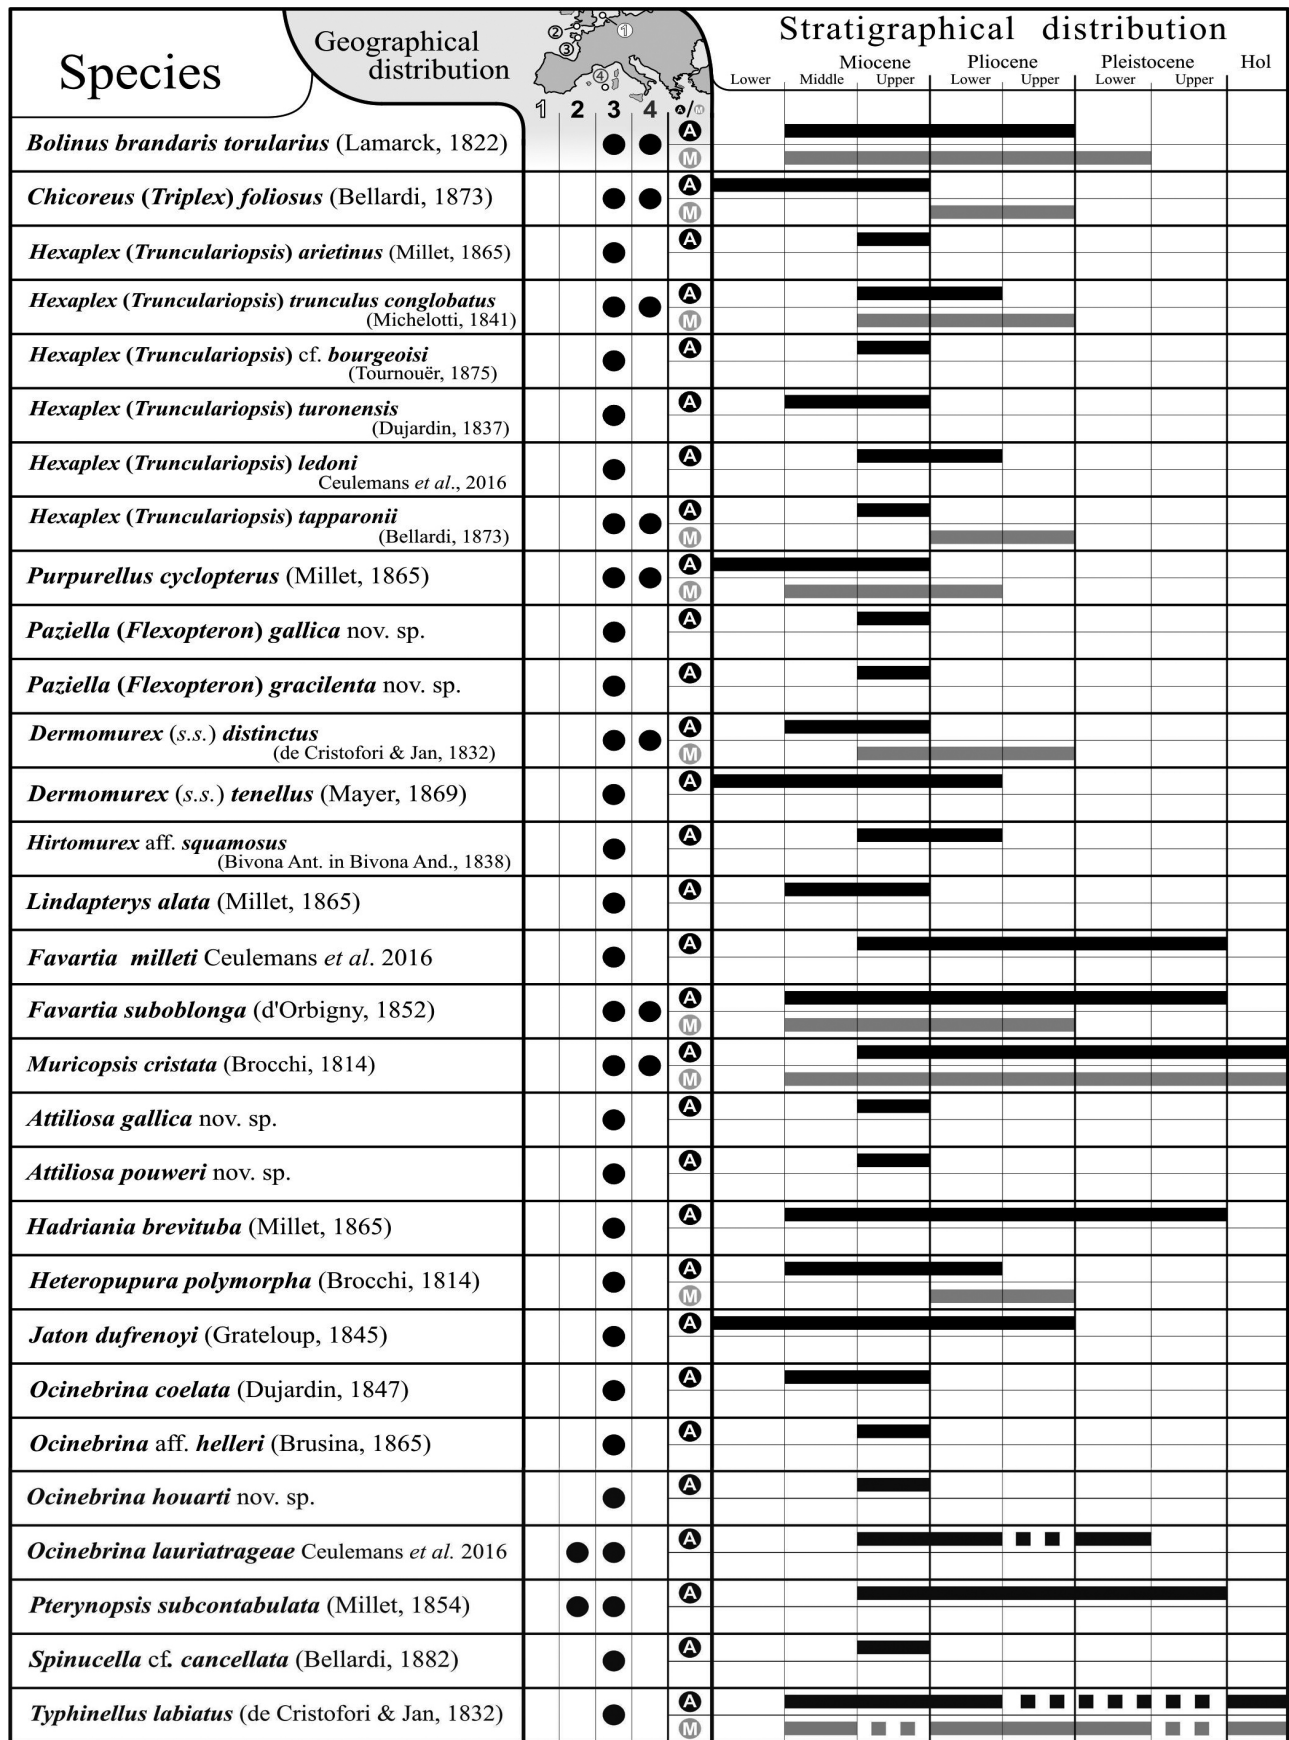 Species
Geographical
distribution
② ① ③ ④
1 2 3 4 A/M
Stratigraphical distribution
Miocene Pliocene Pleistocene Hol
Lower Middle Upper Lower Upper Lower Upper
Bolinus brandaris torularius (Lamarck, 1822) A
M
Chicoreus (Triplex) foliosus (Bellardi, 1873) A
M
Hexaplex (Trunculariopsis) arietinus (Millet, 1865) A
Hexaplex (Trunculariopsis) trunculus conglobatus A
(Michelotti, 1841) M
Hexaplex (Trunculariopsis) cf. bourgeoisi A
(Tournouër, 1875)
Hexaplex (Trunculariopsis) turonensis A
(Dujardin, 1837)
Hexaplex (Trunculariopsis) ledoni A
Ceulemans et al., 2016
Hexaplex (Trunculariopsis) tapparonii A
(Bellardi, 1873) M
Purpurellus cyclopterus (Millet, 1865) A
M
Paziella (Flexopteron) gallica nov. sp. A
Paziella (Flexopteron) gracilenta nov. sp. A
Dermomurex (s.s.) distinctus A
(de Cristofori & Jan, 1832) M
Dermomurex (s.s.) tenellus (Mayer, 1869) A
Hirtomurex aff. squamosus A
(Bivona Ant. in Bivona And., 1838)
Lindapterys alata (Millet, 1865) A
Favartia milleti Ceulemans et al. 2016 A
Favartia suboblonga (d'Orbigny, 1852) A
M
Muricopsis cristata (Brocchi, 1814) A
M
Attiliosa gallica nov. sp. A
Attiliosa pouweri nov. sp. A
Hadriania brevituba (Millet, 1865) A
Heteropupura polymorpha (Brocchi, 1814) A
M
Jaton dufrenoyi (Grateloup, 1845) A
Ocinebrina coelata (Dujardin, 1847) A
Ocinebrina aff. helleri (Brusina, 1865) A
Ocinebrina houarti nov. sp. A
Ocinebrina lauriatrageae Ceulemans et al. 2016 A
Pterynopsis subcontabulata (Millet, 1854) A
Spinucella cf. cancellata (Bellardi, 1882) A
Typhinellus labiatus (de Cristofori & Jan, 1832) A
M